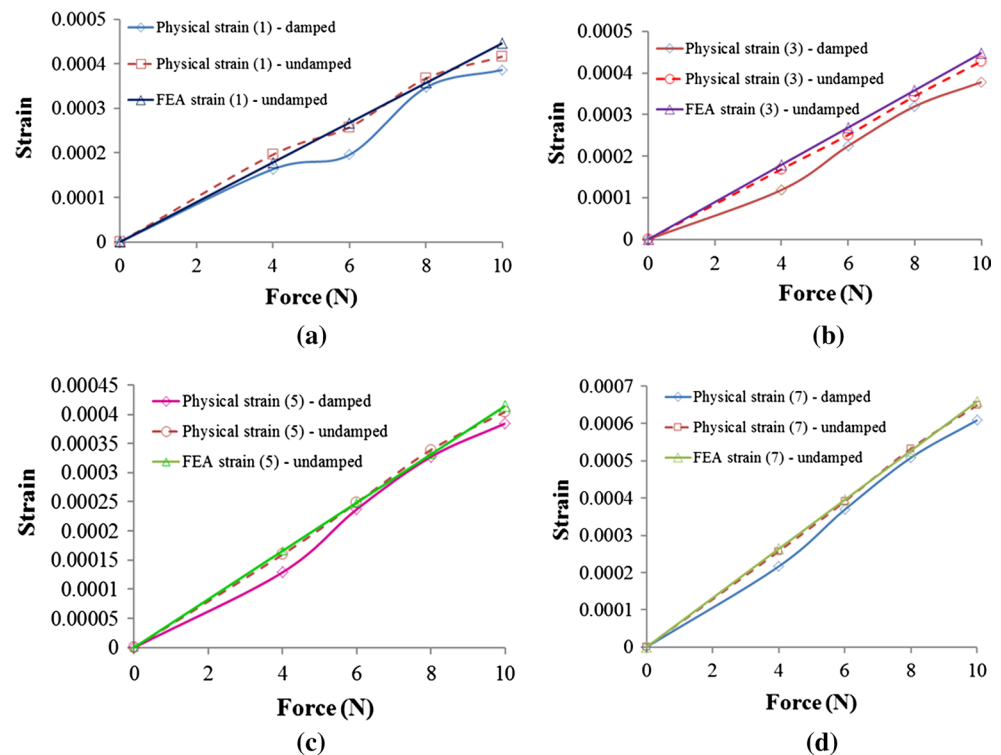 0.0005
0.0004
0.0003
0.0002
0.0001
0
Strain
Physical strain (1) - damped
Physical strain (1) - undamped
FEA strain (1) - undamped
0 2 4 6 8 10
Force (N)
(a)
0.0005
0.0004
0.0003
0.0002
0.0001
0
Strain
Physical strain (3) - damped
Physical strain (3) - undamped
FEA strain (3) - undamped
0 2 4 6 8 10
Force (N)
(b)
0.00045
0.0004
0.00035
0.0003
0.00025
0.0002
0.00015
0.0001
0.00005
0
Strain
Physical strain (5) - damped
Physical strain (5) - undamped
FEA strain (5) - undamped
0 2 4 6 8 10
Force (N)
(c)
0.0007
0.0006
0.0005
0.0004
0.0003
0.0002
0.0001
0
Strain
Physical strain (7) - damped
Physical strain (7) - undamped
FEA strain (7) - undamped
0 2 4 6 8 10
Force (N)
(d)